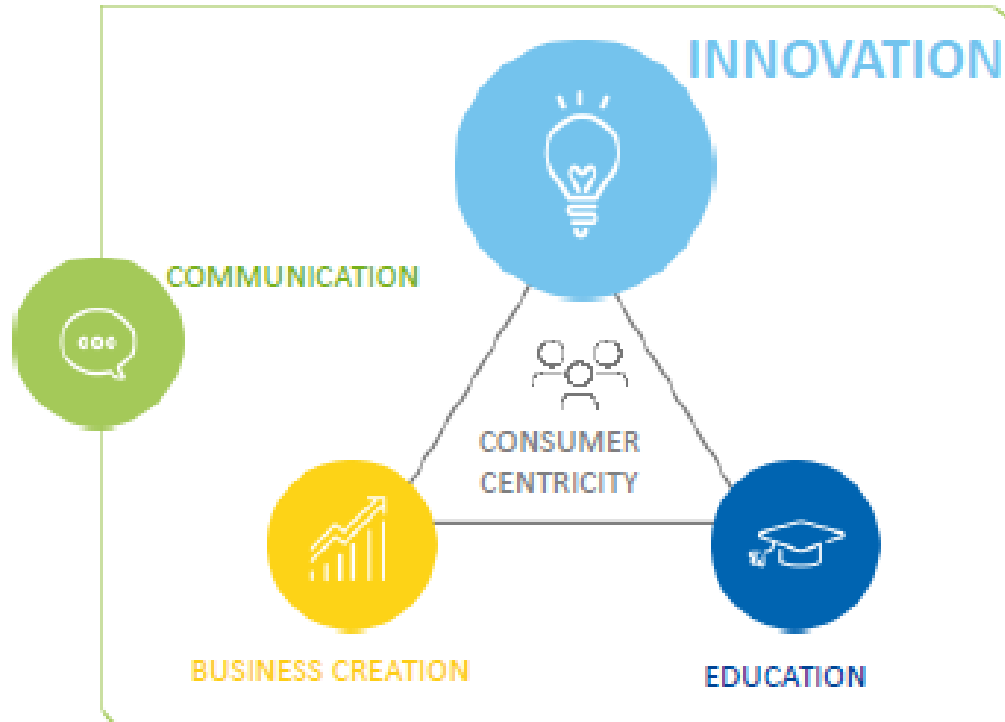 INNOVATION
COMMUNICATION
CONSUMER
CENTRICITY
BUSINESS CREATION
EDUCATION